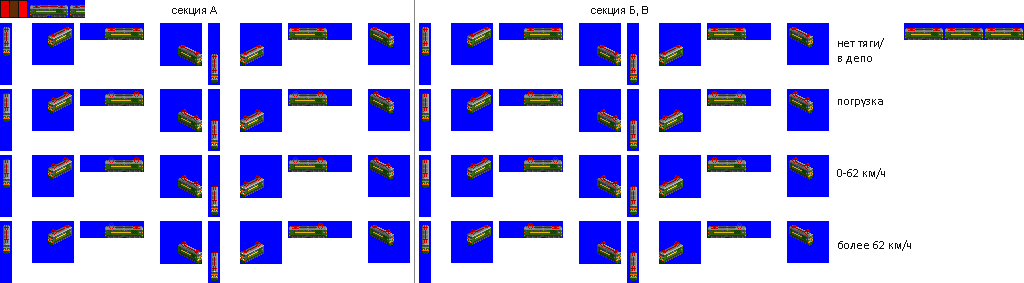 секция А
секция Б, В
нет тяги/
в депо
погрузка
0-62 км/ч
более 62 км/ч